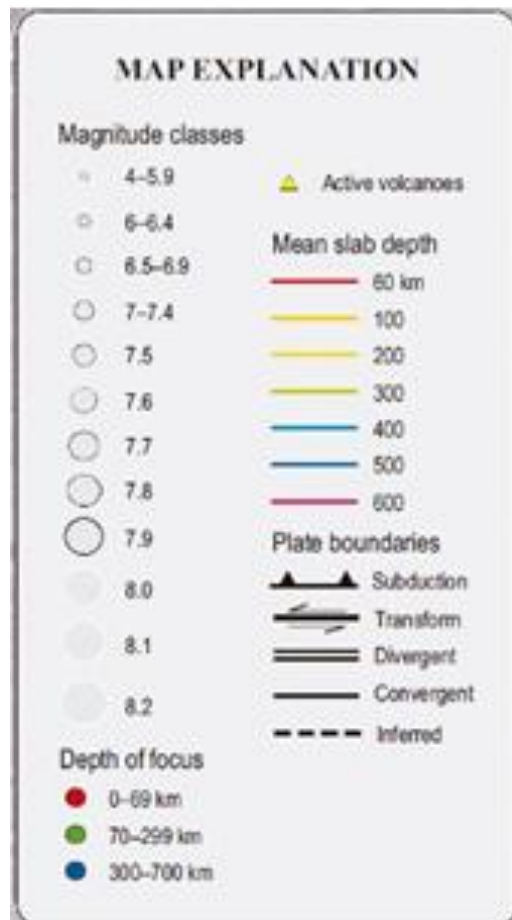 MAP EXPLANATION
Magnitude classes
4–5.9
6–6.4
6.5–6.9
7–7.4
7.5
7.6
7.7
7.8
7.9
8.0
8.1
8.2
Depth of focus
0–69 km
70–299 km
300–700 km
Active volcanoes
Mean slab depth
60 km
100
200
300
400
500
600
Plate boundaries
Subduction
Transform
Divergent
Convergent
Inferred